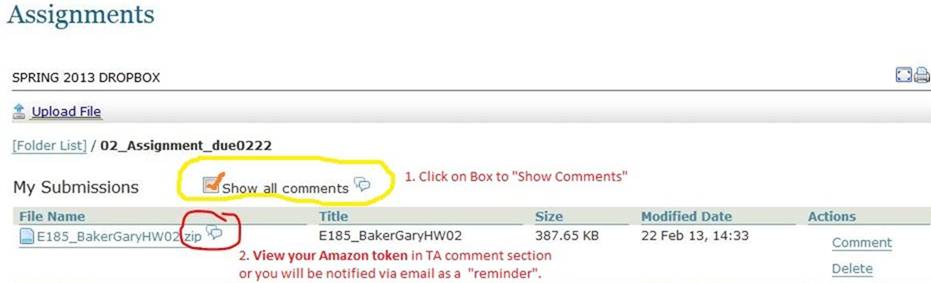 Assignments
SPRING 2013 DROPBOX
Upload File
[Folder List] / 02_Assignment_due0222
My Submissions
Show all comments
1. Click on Box to "Show Comments"
File Name Title Size Modified Date Actions
E185_BakerGaryHW02.zip E185_BakerGaryHW02 387.65 KB 22 Feb 13, 14:33 Comment
2. View your Amazon token in TA comment section
or you will be notified via email as a "reminder".
Delete